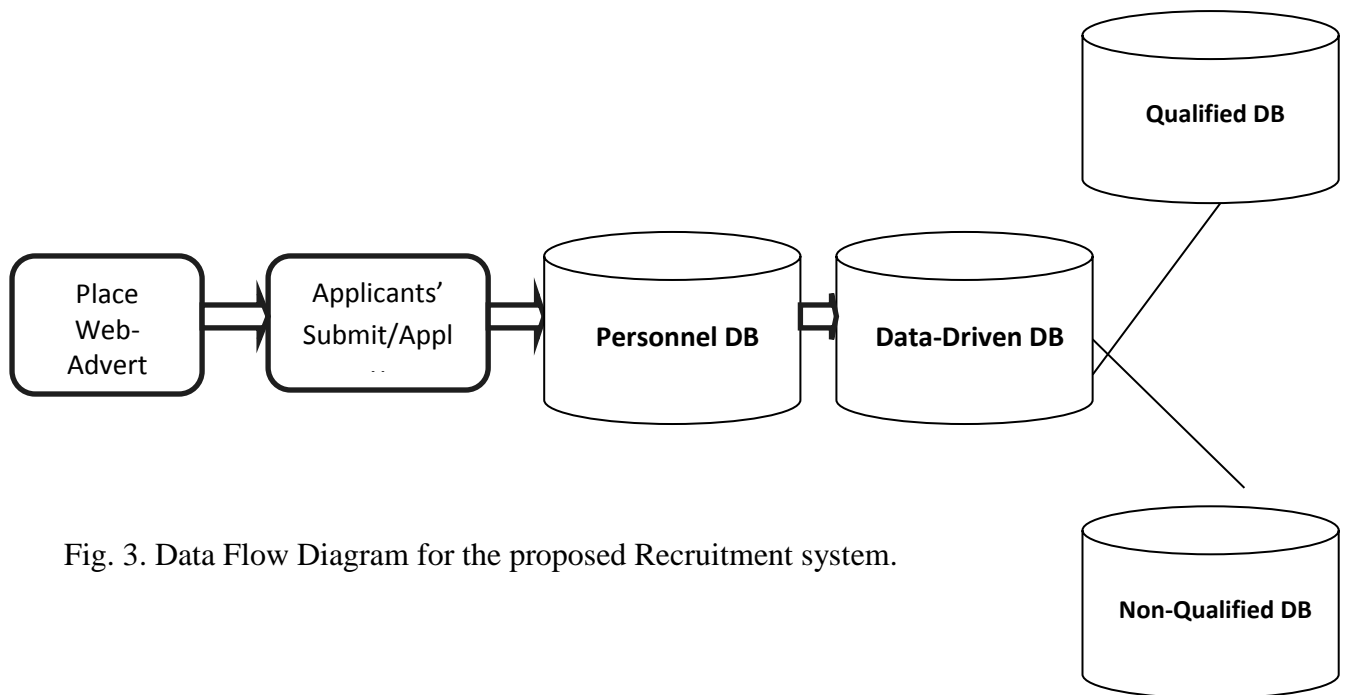 Qualified DB
Place
Web-
Advert
Applicants’
Submit/Appl
Personnel DB
Data-Driven DB
Fig. 3. Data Flow Diagram for the proposed Recruitment system.
Non-Qualified DB